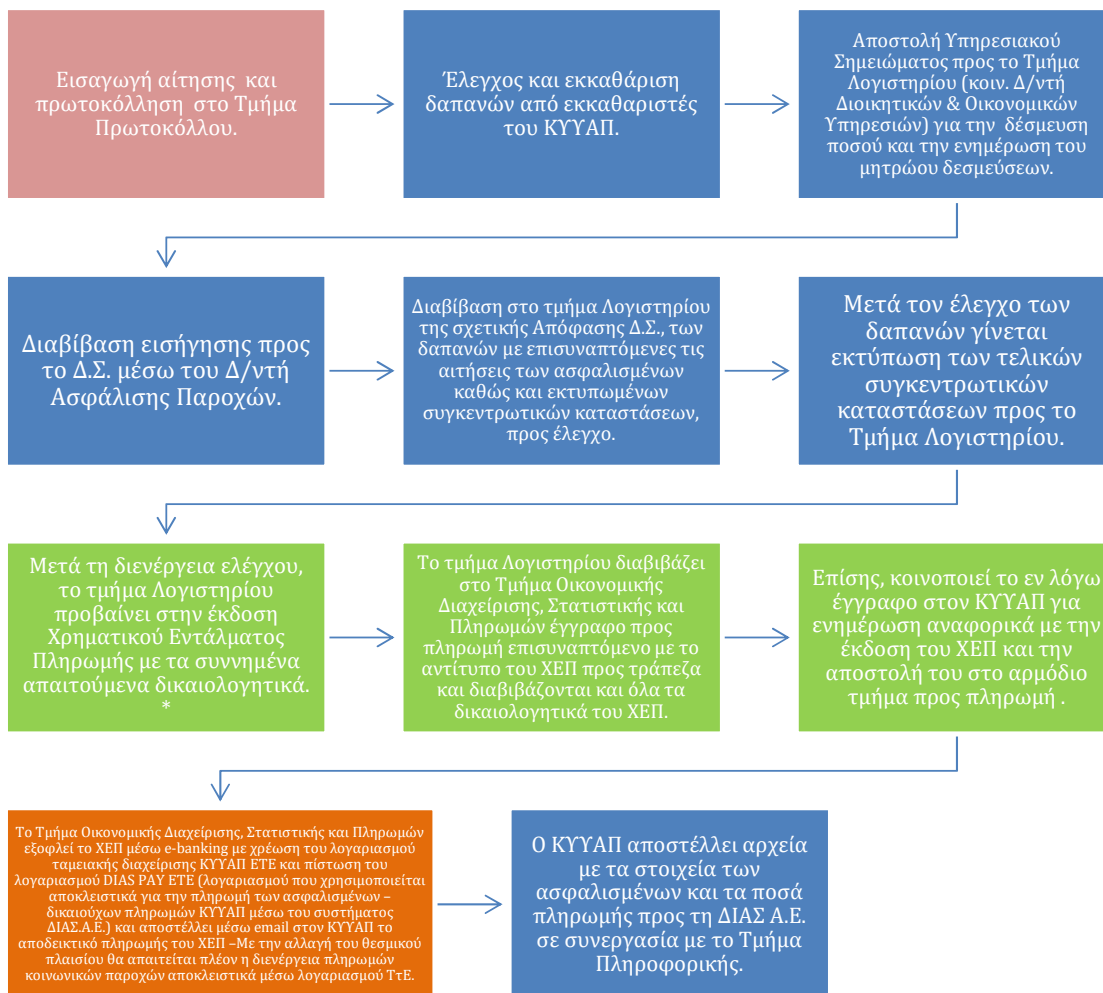 Εισαγωγή αίτησης και
πρωτοκόλληση στο Τμήμα
Πρωτοκόλλου.
Έλεγχος και εκκαθάριση
δαπανών από εκκαθαριστές
του ΚΥΥΑΠ.
Αποστολή Υπηρεσιακού
Σημειώματος προς το Τμήμα
Λογιστηρίου (κοιν. Δ/ντή
Διοικητικών & Οικονομικών
Υπηρεσιών) για την δέσμευση
ποσού και την ενημέρωση του
μητρώου δεσμεύσεων.
Διαβίβαση εισήγησης προς
το Δ.Σ. μέσω του Δ/ντή
Ασφάλισης Παροχών.
Διαβίβαση στο τμήμα Λογιστηρίου
της σχετικής Απόφασης Δ.Σ., των
δαπανών με επισυναπτόμενες τις
αιτήσεις των ασφαλισμένων
καθώς και εκτυπωμένων
συγκεντρωτικών καταστάσεων,
προς έλεγχο.
Μετά τον έλεγχο των
δαπανών γίνεται
εκτύπωση των τελικών
συγκεντρωτικών
καταστάσεων προς το
Τμήμα Λογιστηρίου.
Μετά τη διενέργεια ελέγχου,
το τμήμα Λογιστηρίου
προβαίνει στην έκδοση
Χρηματικού Εντάλματος
Πληρωμής με τα συννημένα
απαιτούμενα δικαιολογητικά.
*
Το τμήμα Λογιστηρίου διαβιβάζει
στο Τμήμα Οικονομικής
Διαχείρισης, Στατιστικής και
Πληρωμών έγγραφο προς
πληρωμή επισυναπτόμενο με το
αντίτυπο του ΧΕΠ προς τράπεζα
και διαβιβάζονται και όλα τα
δικαιολογητικά του ΧΕΠ.
Επίσης, κοινοποιεί το εν λόγω
έγγραφο στον ΚΥΥΑΠ για
ενημέρωση αναφορικά με την
έκδοση του ΧΕΠ και την
αποστολή του στο αρμόδιο
τμήμα προς πληρωμή .
Το Τμήμα Οικονομικής Διαχείρισης, Στατιστικής και Πληρωμών
εξοφλεί το ΧΕΠ μέσω e-banking με χρέωση του λογαριασμού
ταμειακής διαχείρισης ΚΥΥΑΠ ΕΤΕ και πίστωση του
λογαριασμού DIAS PAY ΕΤΕ (λογαριασμού που χρησιμοποιείται
αποκλειστικά για την πληρωμή των ασφαλισμένων –
δικαιούχων πληρωμών ΚΥΥΑΠ μέσω του συστήματος
ΔΙΑΣ.Α.Ε.) και αποστέλλει μέσω email στον ΚΥΥΑΠ το
αποδεικτικό πληρωμής του ΧΕΠ –Με την αλλαγή του θεσμικού
πλαισίου θα απαιτείται πλέον η διενέργεια πληρωμών
κοινωνικών παροχών αποκλειστικά μέσω λογαριασμού ΤτΕ.
Ο ΚΥΥΑΠ αποστέλλει αρχεία
με τα στοιχεία των
ασφαλισμένων και τα ποσά
πληρωμής προς τη ΔΙΑΣ Α.Ε.
σε συνεργασία με το Τμήμα
Πληροφορικής.